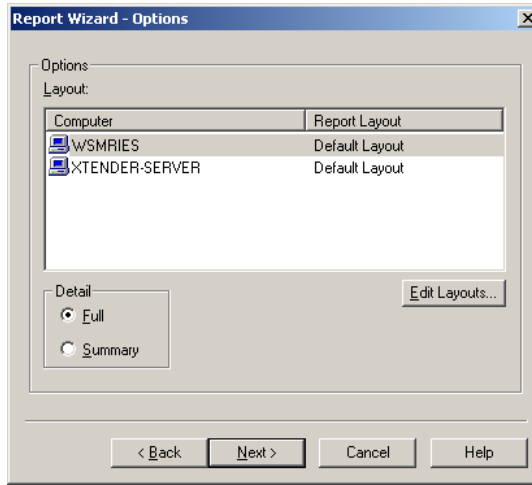 Report Wizard - Options
Options
Layout:
Computer Report Layout
WSMRIES Default Layout
XTENDER-SERVER Default Layout
Detail
Full
Summary
Edit Layouts...
< Back Next > Cancel Help